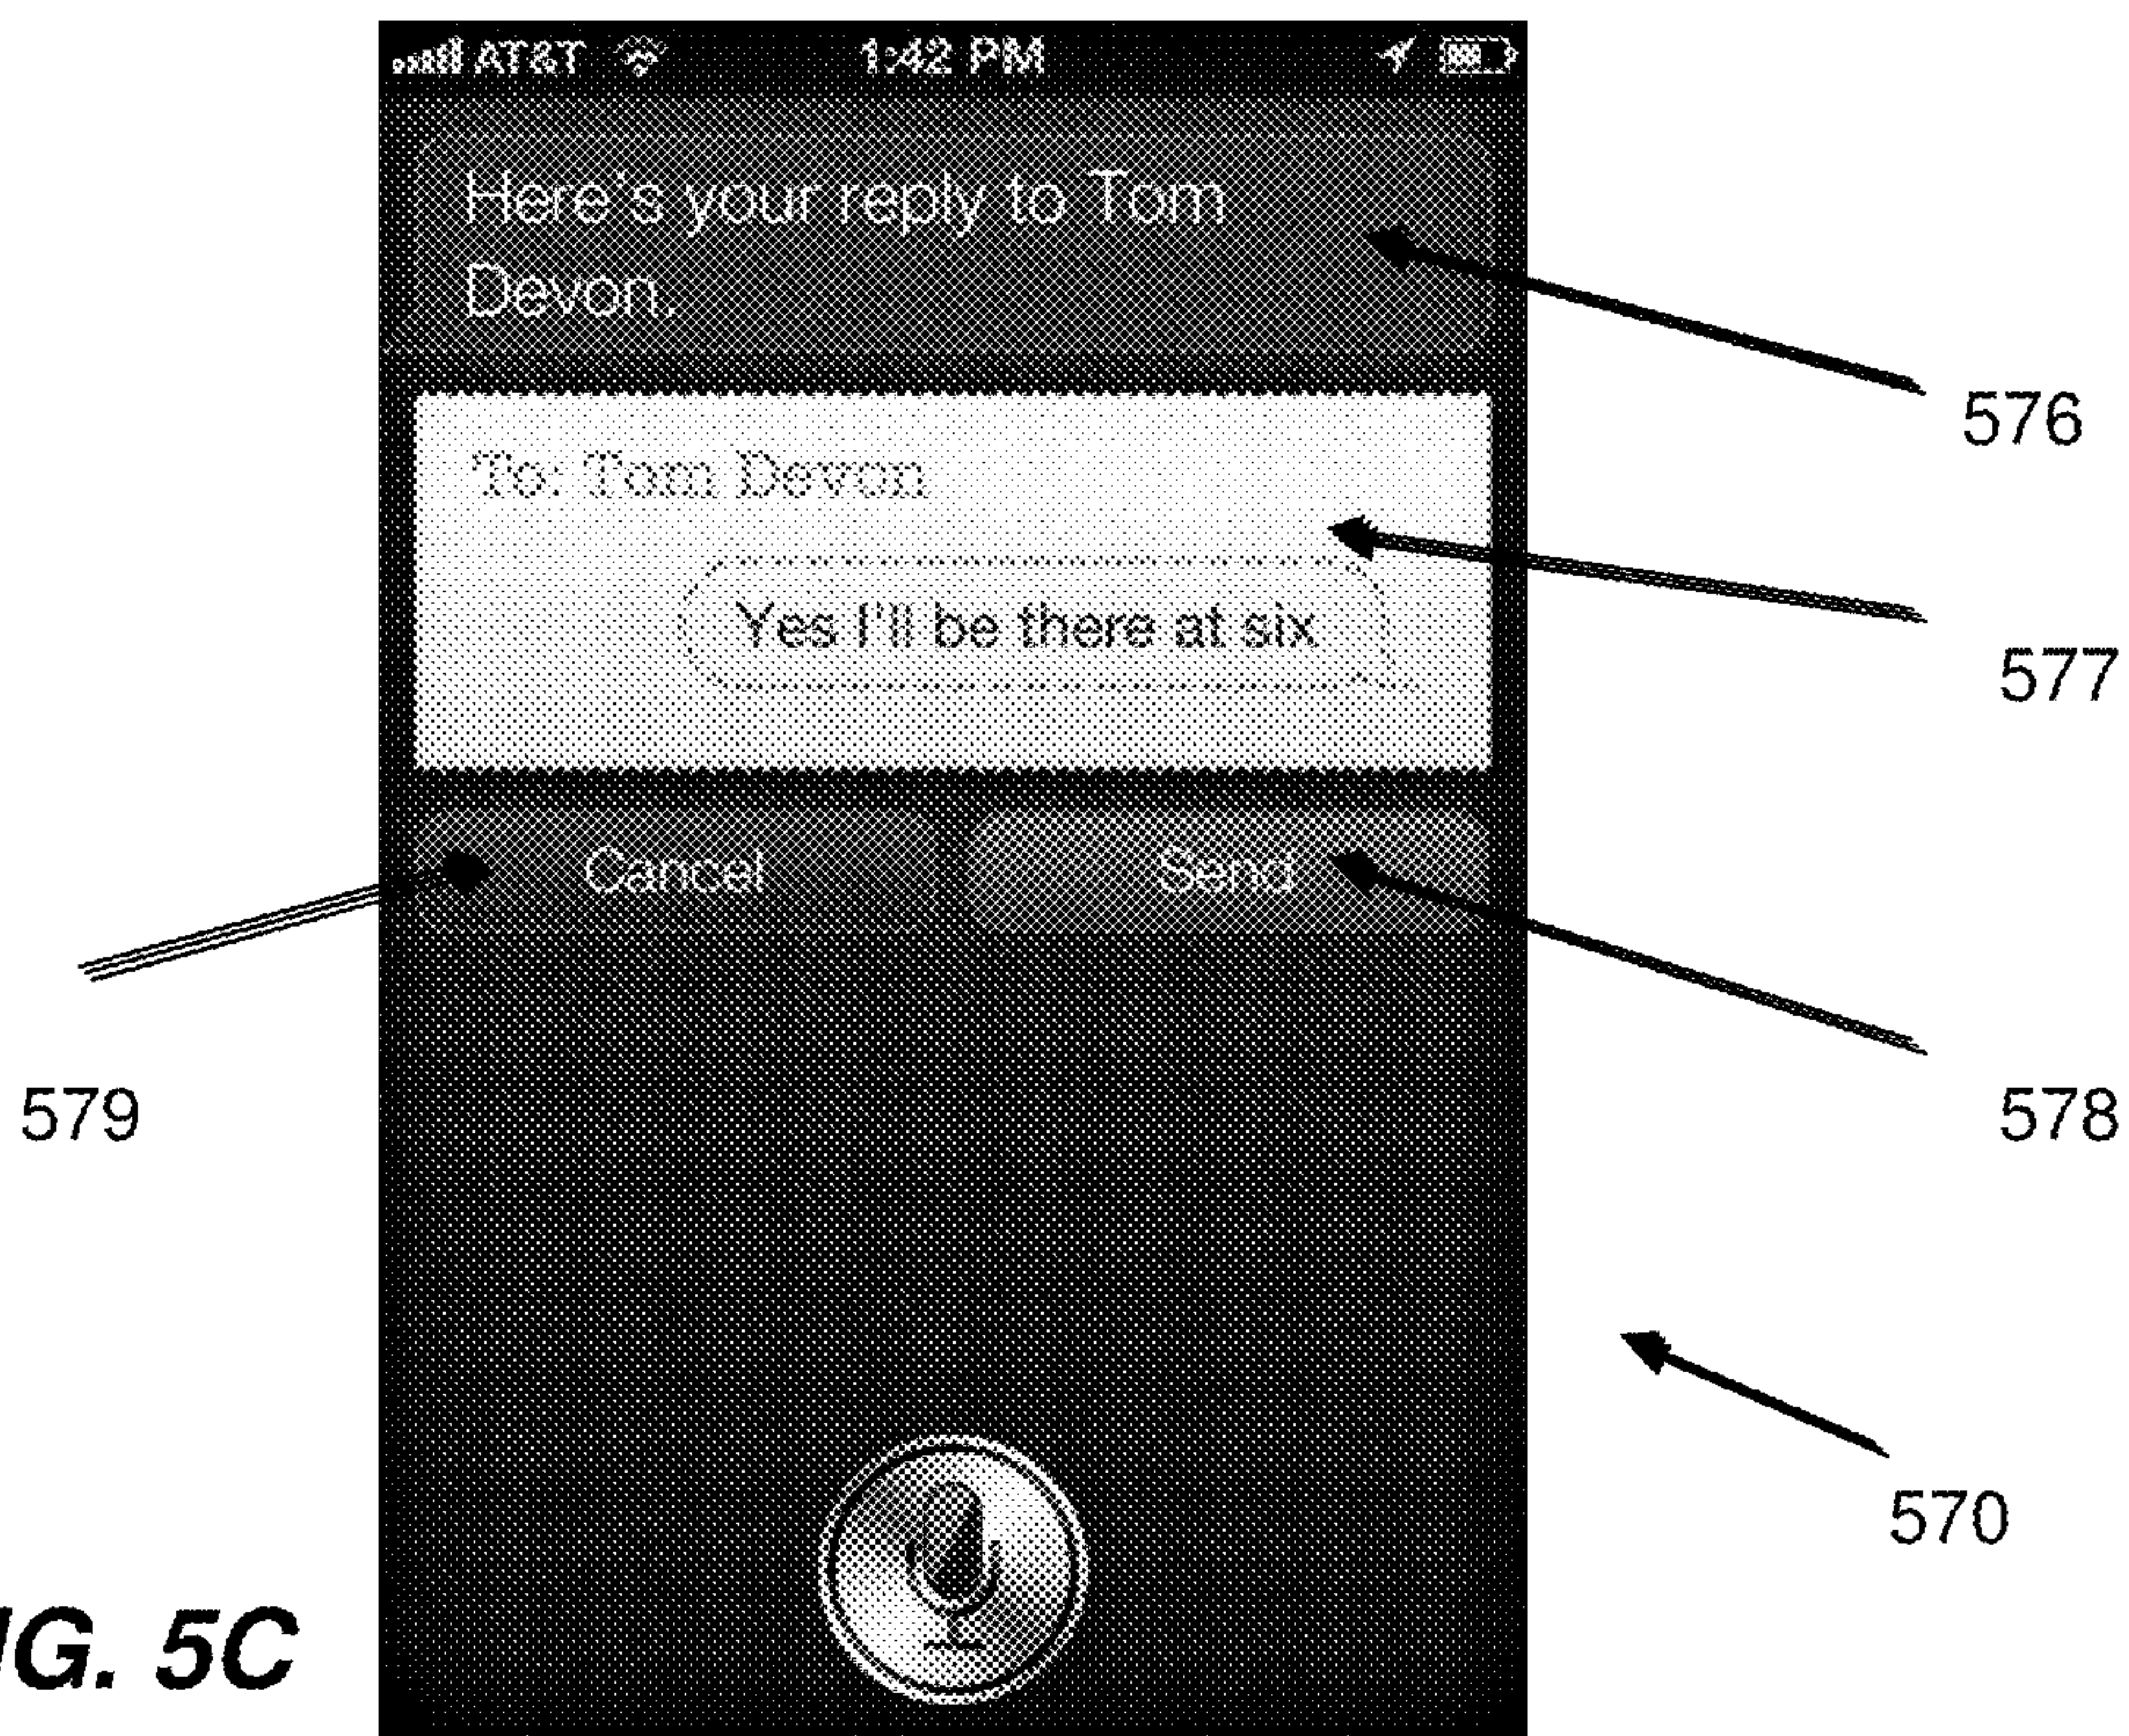 AT&T 1:42 PM
Here's your reply to Tom
Devon.
576
To: Tom Devon
577
Yes I'll be there at six
Cancel Send
579
578
570
IG. 5C